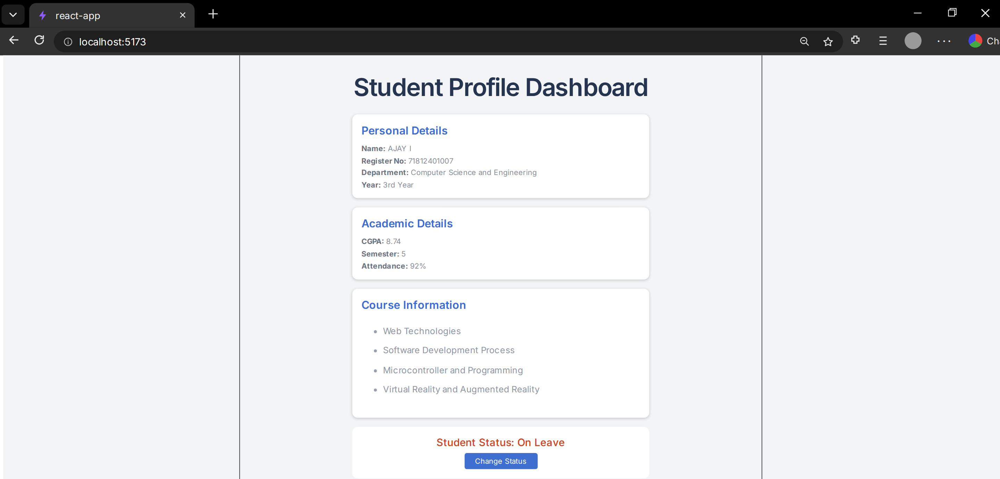 react-app
localhost:5173
Student Profile Dashboard
Personal Details
Name: AJAY I
Register No: 71812401007
Department: Computer Science and Engineering
Year: 3rd Year
Academic Details
CGPA: 8.74
Semester: 5
Attendance: 92%
Course Information
• Web Technologies
• Software Development Process
• Microcontroller and Programming
• Virtual Reality and Augmented Reality
Student Status: On Leave
Change Status